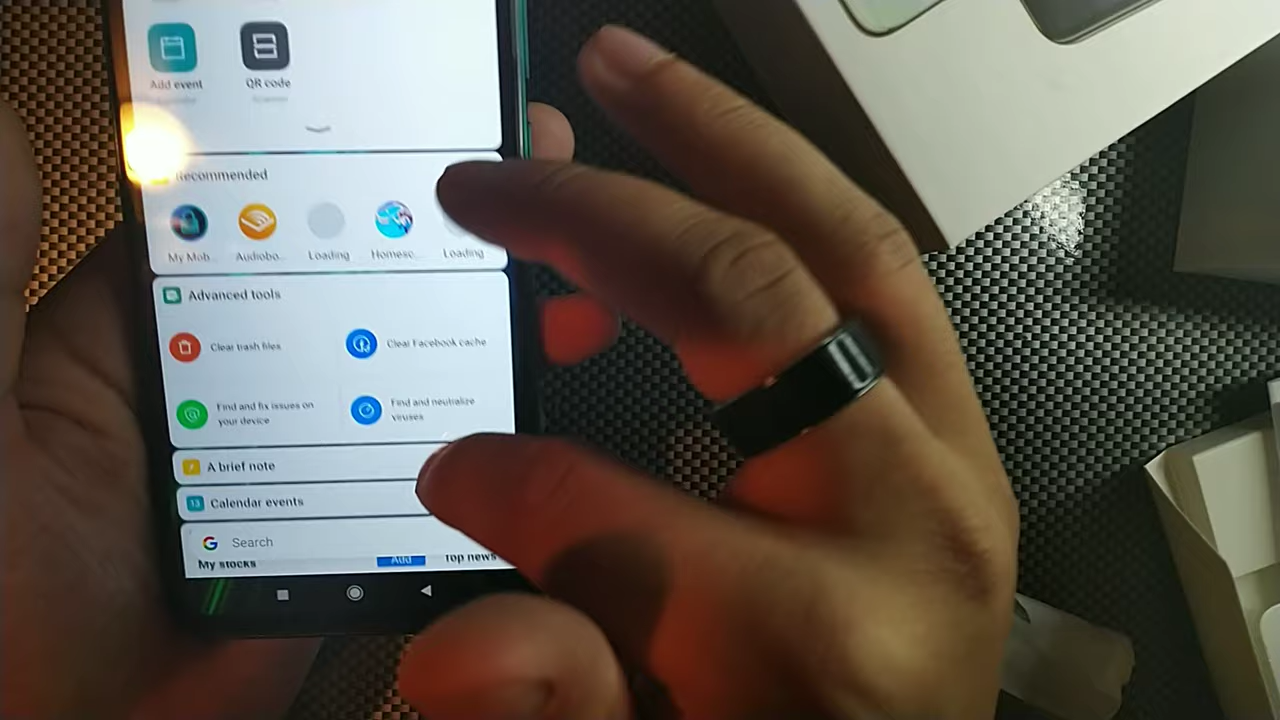 Add event
QR code
Recommended
My Mob...
Audiobo...
Loading
Homesc...
Loading
Advanced tools
Clear trash files
Clear Facebook cache
Find and fix issues on
your device
Find and neutralize
viruses
A brief note
13
Calendar events
Search
My stocks
Add
Top news